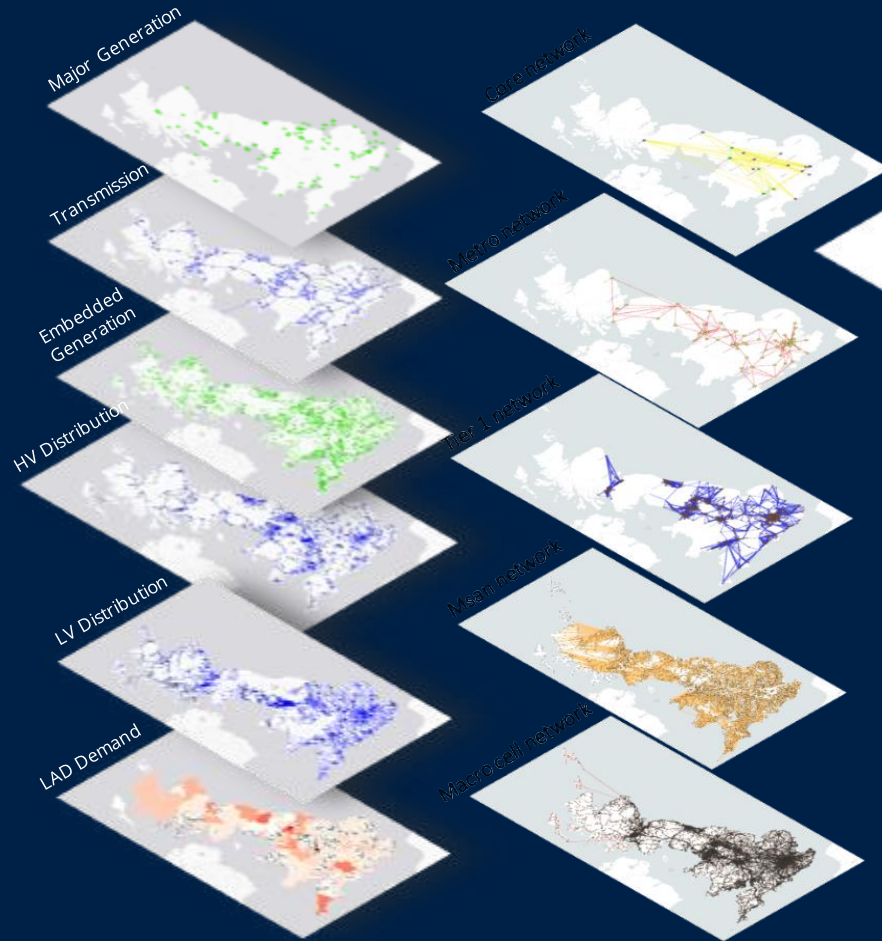 Major Generation
Transmission
Embedded
Generation
HV Distribution
LV Distribution
LAD Demand
Core network
Metro network
Tier 1 network
Msan network
Macro cell network